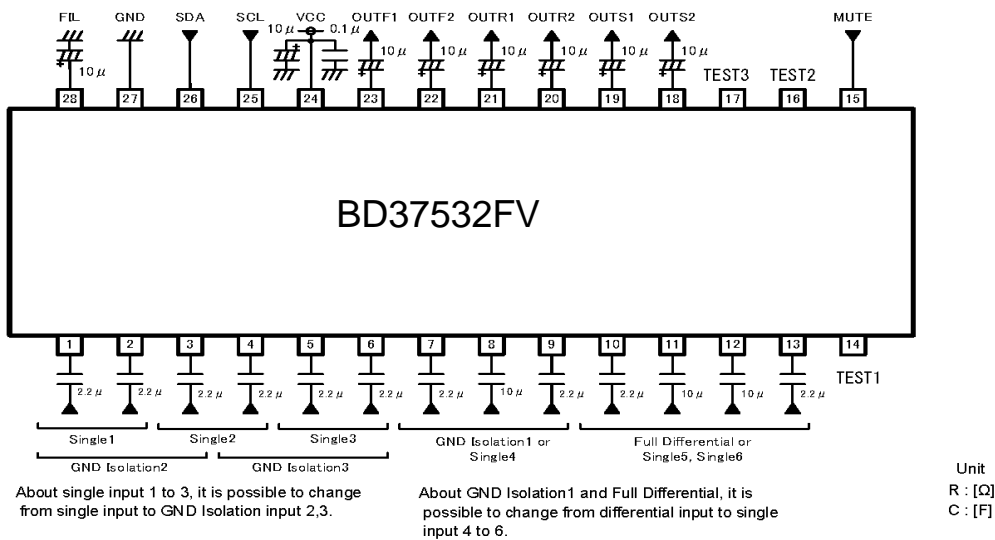 FIL GND SDA SCL VCC OUTF1 OUTF2 OUTR1 OUTR2 OUTS1 OUTS2 MUTE
10μ 0.1μ
10μ 10μ 10μ 10μ 10μ 10μ 10μ
TEST3 TEST2
28 27 26 25 24 23 22 21 20 19 18 17 16 15
BD37532FV
1 2 3 4 5 6 7 8 9 10 11 12 13 14
TEST1
2.2μ 2.2μ 2.2μ 2.2μ 2.2μ 2.2μ 2.2μ 10μ 2.2μ 2.2μ 10μ 10μ 2.2μ
Single1 Single2 Single3 GND Isolation1 or Full Differential or
Single4 Single5, Single6
GND Isolation2 GND Isolation3
About single input 1 to 3, it is possible to change
from single input to GND Isolation input 2,3.
About GND Isolation1 and Full Differential, it is
possible to change from differential input to single
input 4 to 6.
Unit
R : [Ω]
C : [F]